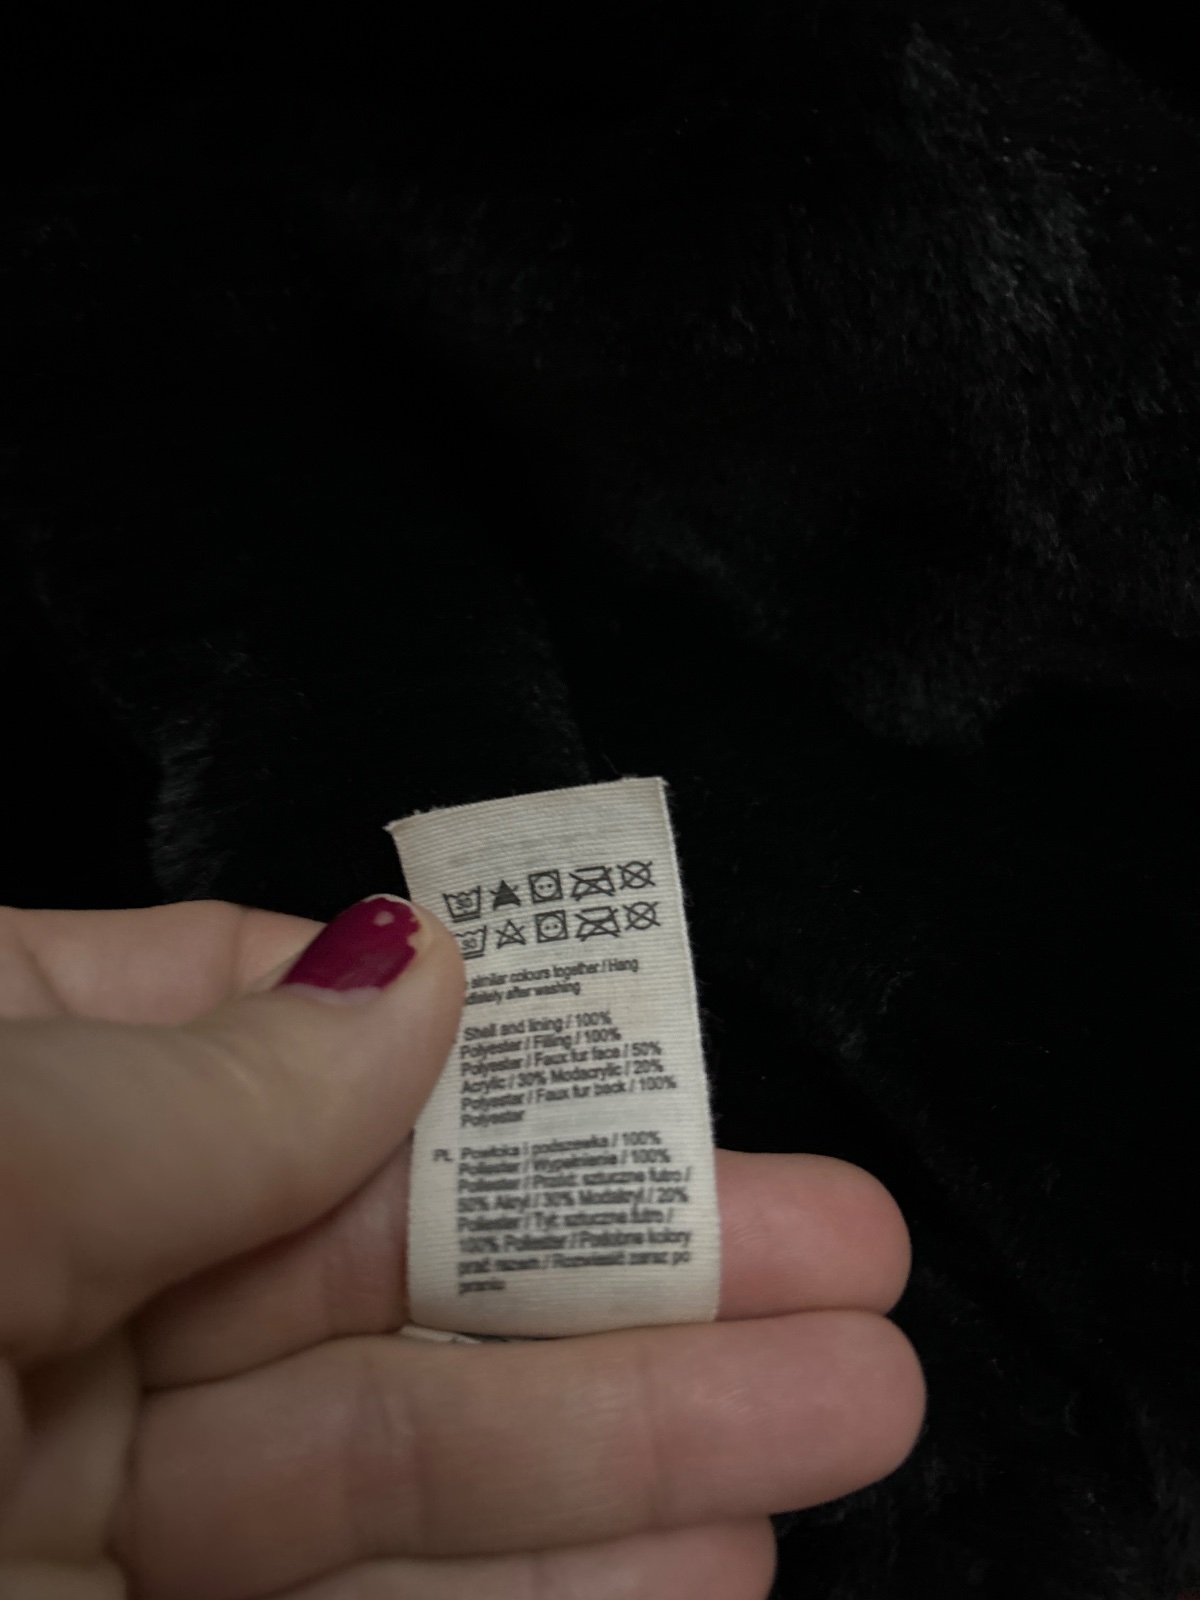 30
30
similar colours together / Hang
after washing
Shell and lining / 100%
Polyester / Filling / 100%
Polyester / Faux fur face / 50%
Acrylic / 30% Modacrylic / 20%
Polyester / Faux fur back / 100%
Polyester
PL Powłoka i podszewka / 100%
Poliester / Wypełnienie / 100%
Poliester / Przód: sztuczne futro /
50% Akryl / 30% Modakryl / 20%
Poliester / Tył: sztuczne futro /
100% Poliester / Podobne kolory
prać razem / Rozwiesić zaraz po
praniu